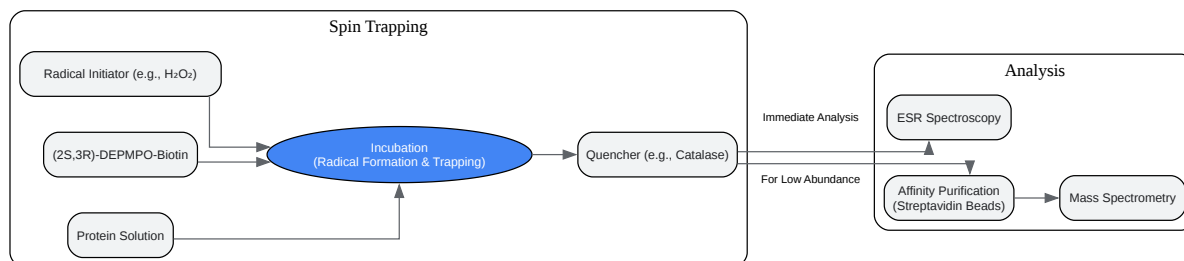 Spin Trapping
Radical Initiator (e.g., H₂O₂)
(2S,3R)-DEPMPO-Biotin
Protein Solution
Incubation
(Radical Formation & Trapping)
Quencher (e.g., Catalase)
Immediate Analysis
For Low Abundance
Analysis
ESR Spectroscopy
Affinity Purification
(Streptavidin Beads)
Mass Spectrometry